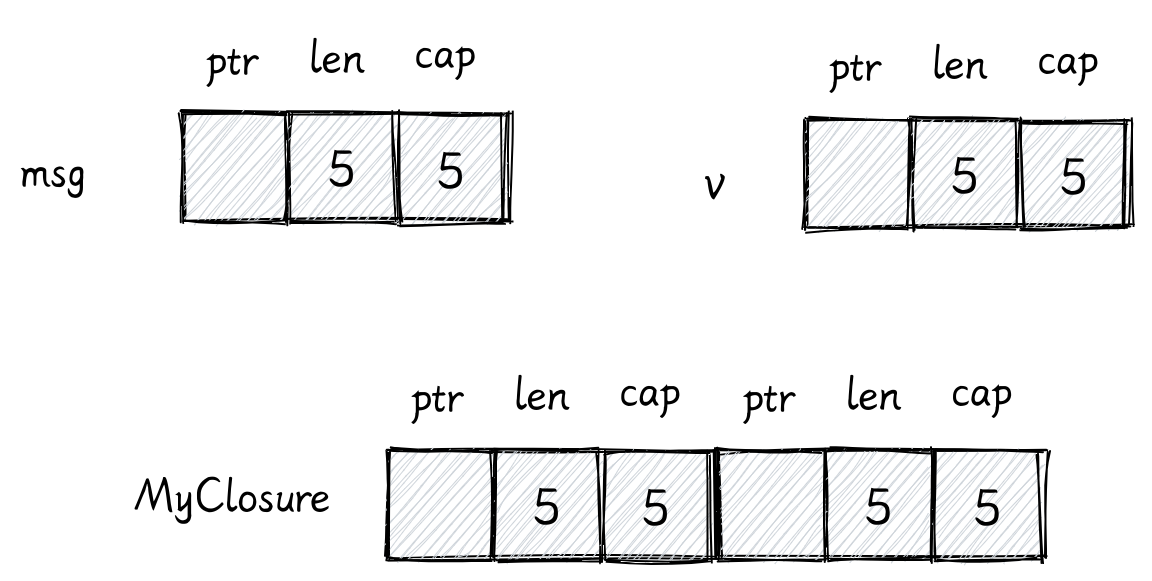 ptr len cap
msg 5 5
ptr len cap
v 5 5
ptr len cap ptr len cap
MyClosure 5 5 5 5